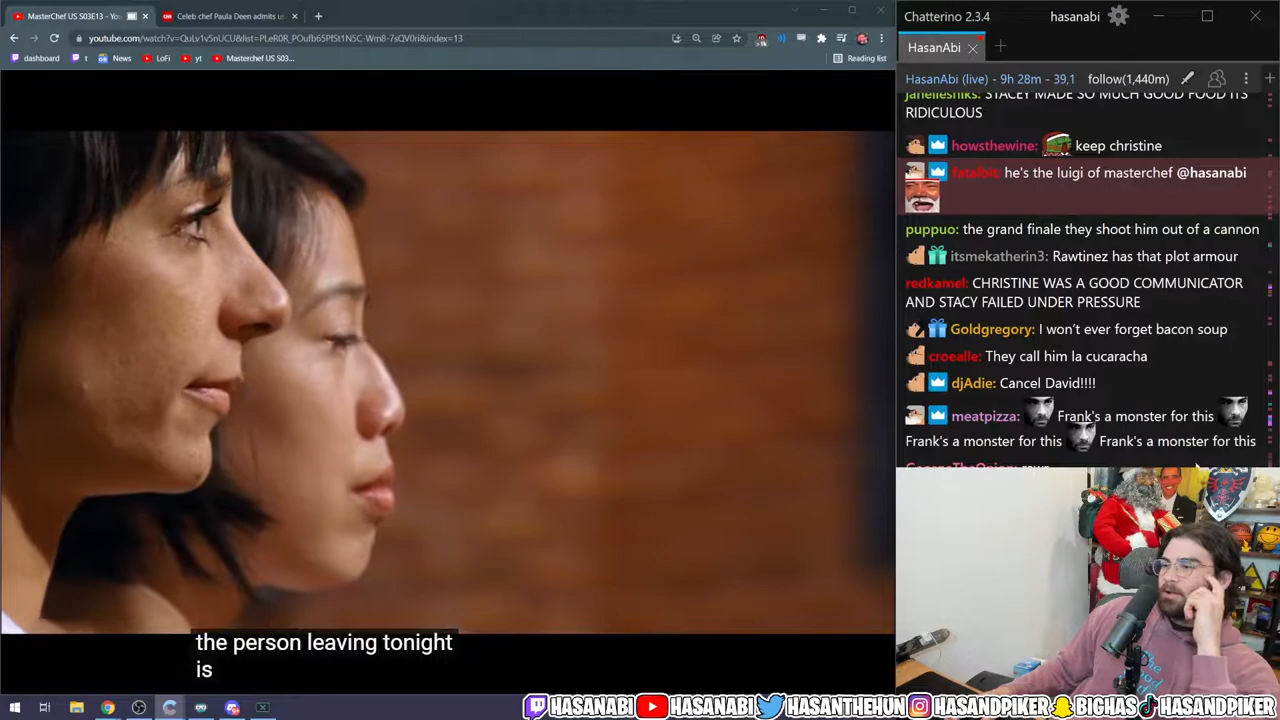 MasterChef US S03E13 - Yo
Celeb chef Paula Deen admits us
youtube.com/watch?v=QuLv1v5nUCU&list=PLeR0R_POufb65PfSt1N5C-Wm8-7sQV0ri&index=13
dashboard
t
News
LoFi
yt
Masterchef US S03...
Reading list
the person leaving tonight
is
Chatterino 2.3.4
hasanabi
HasanAbi
HasanAbi (live) - 9h 28m - 39,1
follow(1,440m)
janellesniks: STACEY MADE SO MUCH GOOD FOOD ITS
RIDICULOUS
howsthewine: keep christine
fatalbit: he's the luigi of masterchef @hasanabi
puppuo: the grand finale they shoot him out of a cannon
itsmekatherin3: Rawtinez has that plot armour
redkamel: CHRISTINE WAS A GOOD COMMUNICATOR
AND STACY FAILED UNDER PRESSURE
Goldgregory: I won't ever forget bacon soup
croealle: They call him la cucaracha
djAdie: Cancel David!!!!
meatpizza: Frank's a monster for this
Frank's a monster for this Frank's a monster for this
HASANABI HASANABI HASANTHEHUN HASANDPIKER BIGHAS HASANDPIKER